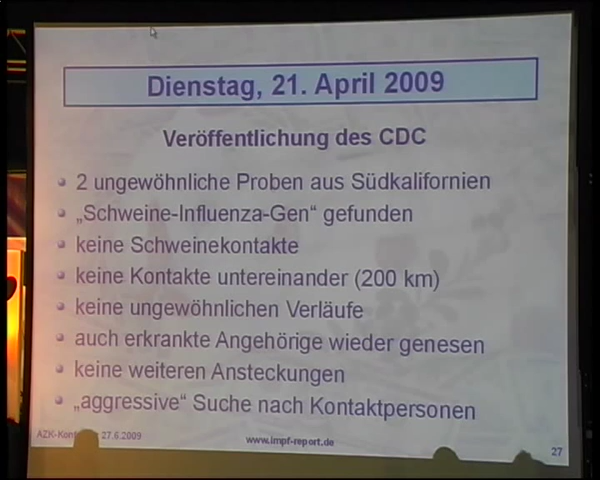 Dienstag, 21. April 2009
Veröffentlichung des CDC
2 ungewöhnliche Proben aus Südkalifornien
„Schweine-Influenza-Gen“ gefunden
keine Schweinekontakte
keine Kontakte untereinander (200 km)
keine ungewöhnlichen Verläufe
auch erkrankte Angehörige wieder genesen
keine weiteren Ansteckungen
„aggressive“ Suche nach Kontaktpersonen
27.6.2009
www.impf-report.de
27